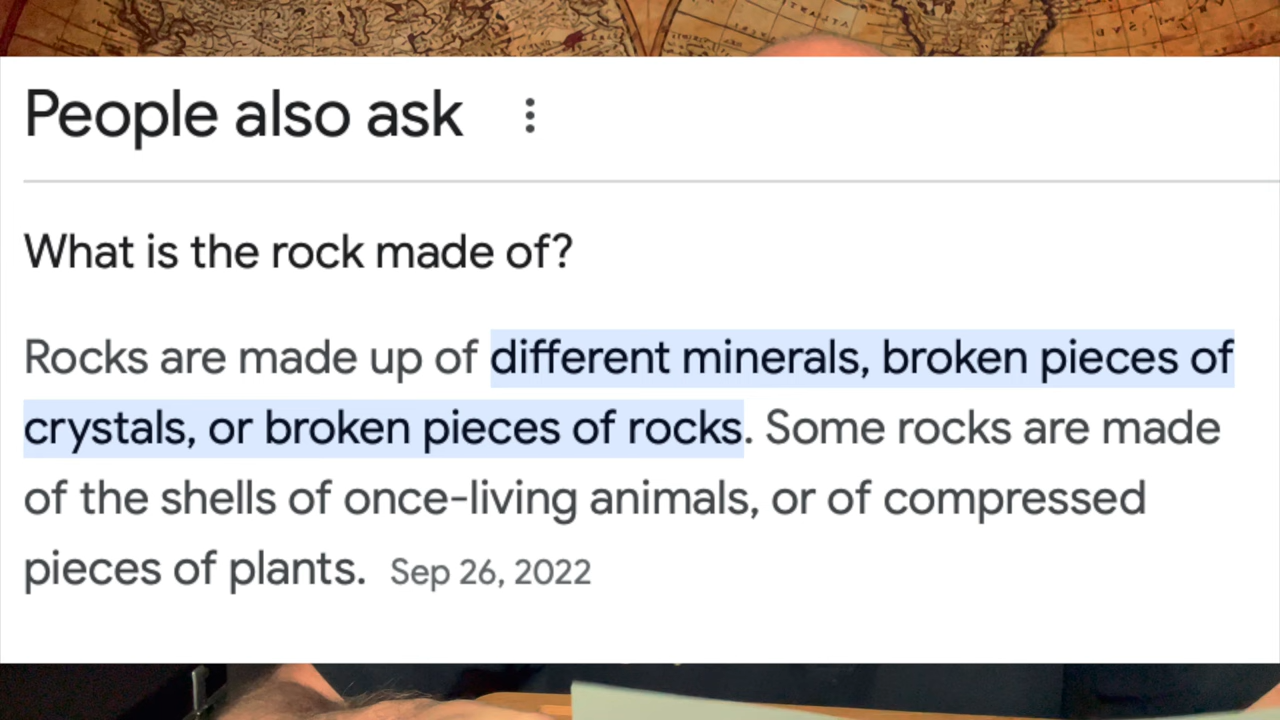 People also ask
What is the rock made of?
Rocks are made up of different minerals, broken pieces of
crystals, or broken pieces of rocks. Some rocks are made
of the shells of once-living animals, or of compressed
pieces of plants. Sep 26, 2022